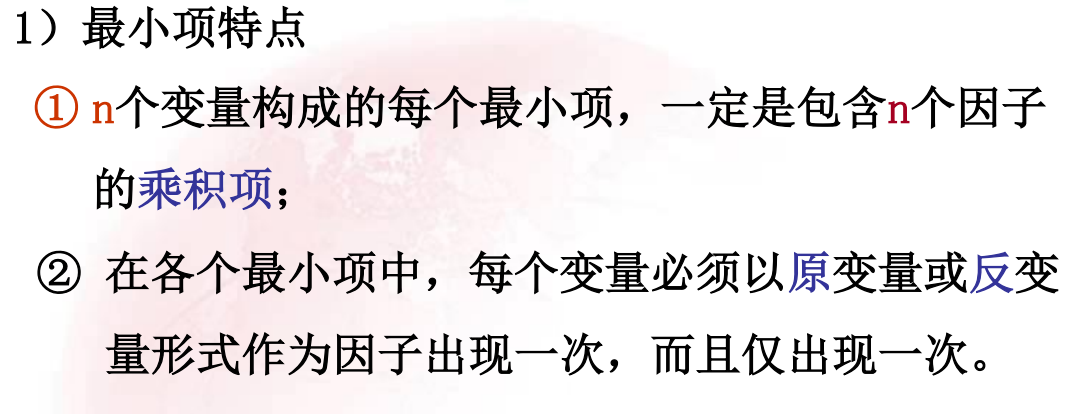 1）最小项特点
① n个变量构成的每个最小项，一定是包含n个因子
的乘积项；
② 在各个最小项中，每个变量必须以原变量或反变
量形式作为因子出现一次，而且仅出现一次。